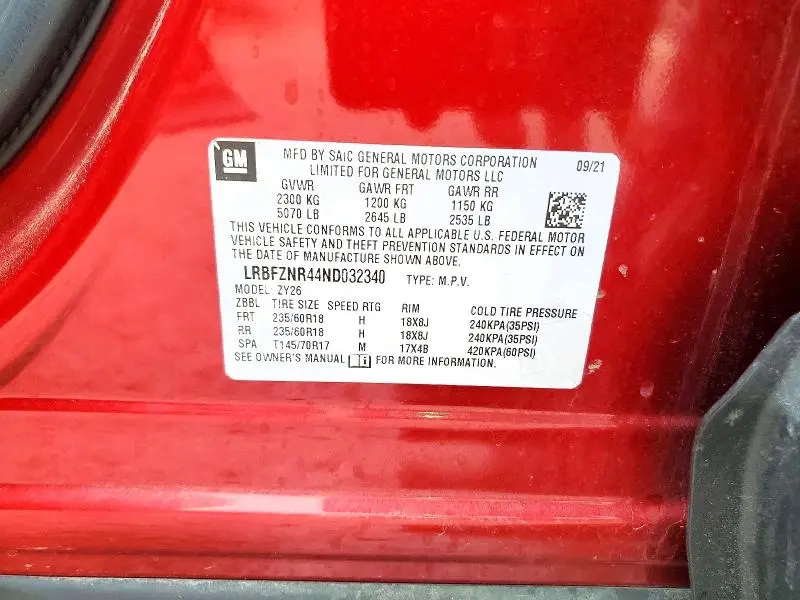 GM
MFD BY SAIC GENERAL MOTORS CORPORATION 09/21
LIMITED FOR GENERAL MOTORS LLC
GVWR GAWR FRT GAWR RR
2300 KG 1200 KG 1150 KG
5070 LB 2645 LB 2535 LB
THIS VEHICLE CONFORMS TO ALL APPLICABLE U.S. FEDERAL MOTOR
VEHICLE SAFETY AND THEFT PREVENTION STANDARDS IN EFFECT ON
THE DATE OF MANUFACTURE SHOWN ABOVE.
LRBFZNR44ND032340 TYPE: M.P.V.
MODEL: ZY26
ZBBL TIRE SIZE SPEED RTG RIM COLD TIRE PRESSURE
FRT 235/60R18 H 18X8J 240KPA(35PSI)
RR 235/60R18 H 18X8J 240KPA(35PSI)
SPA T145/70R17 M 17X4B 420KPA(60PSI)
SEE OWNER'S MANUAL i FOR MORE INFORMATION.